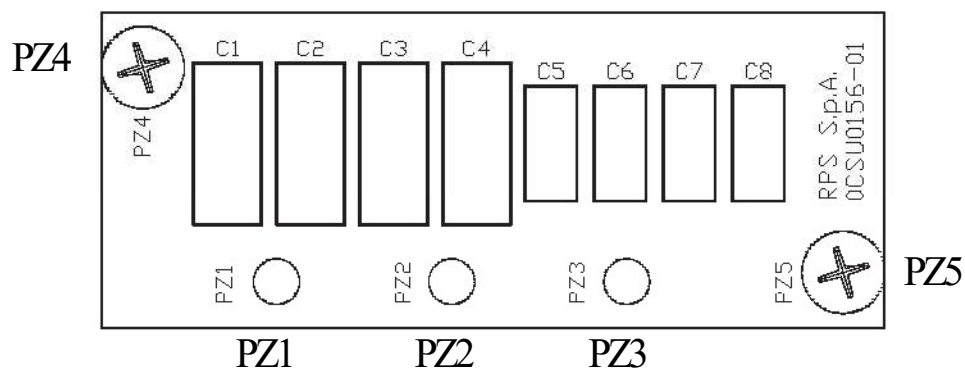 PZ4
C1 C2 C3 C4
C5 C6 C7 C8
PZ4
RPS S.p.A.
0CSU0156-01
PZ1 PZ2 PZ3 PZ5
PZ5
PZ1 PZ2 PZ3